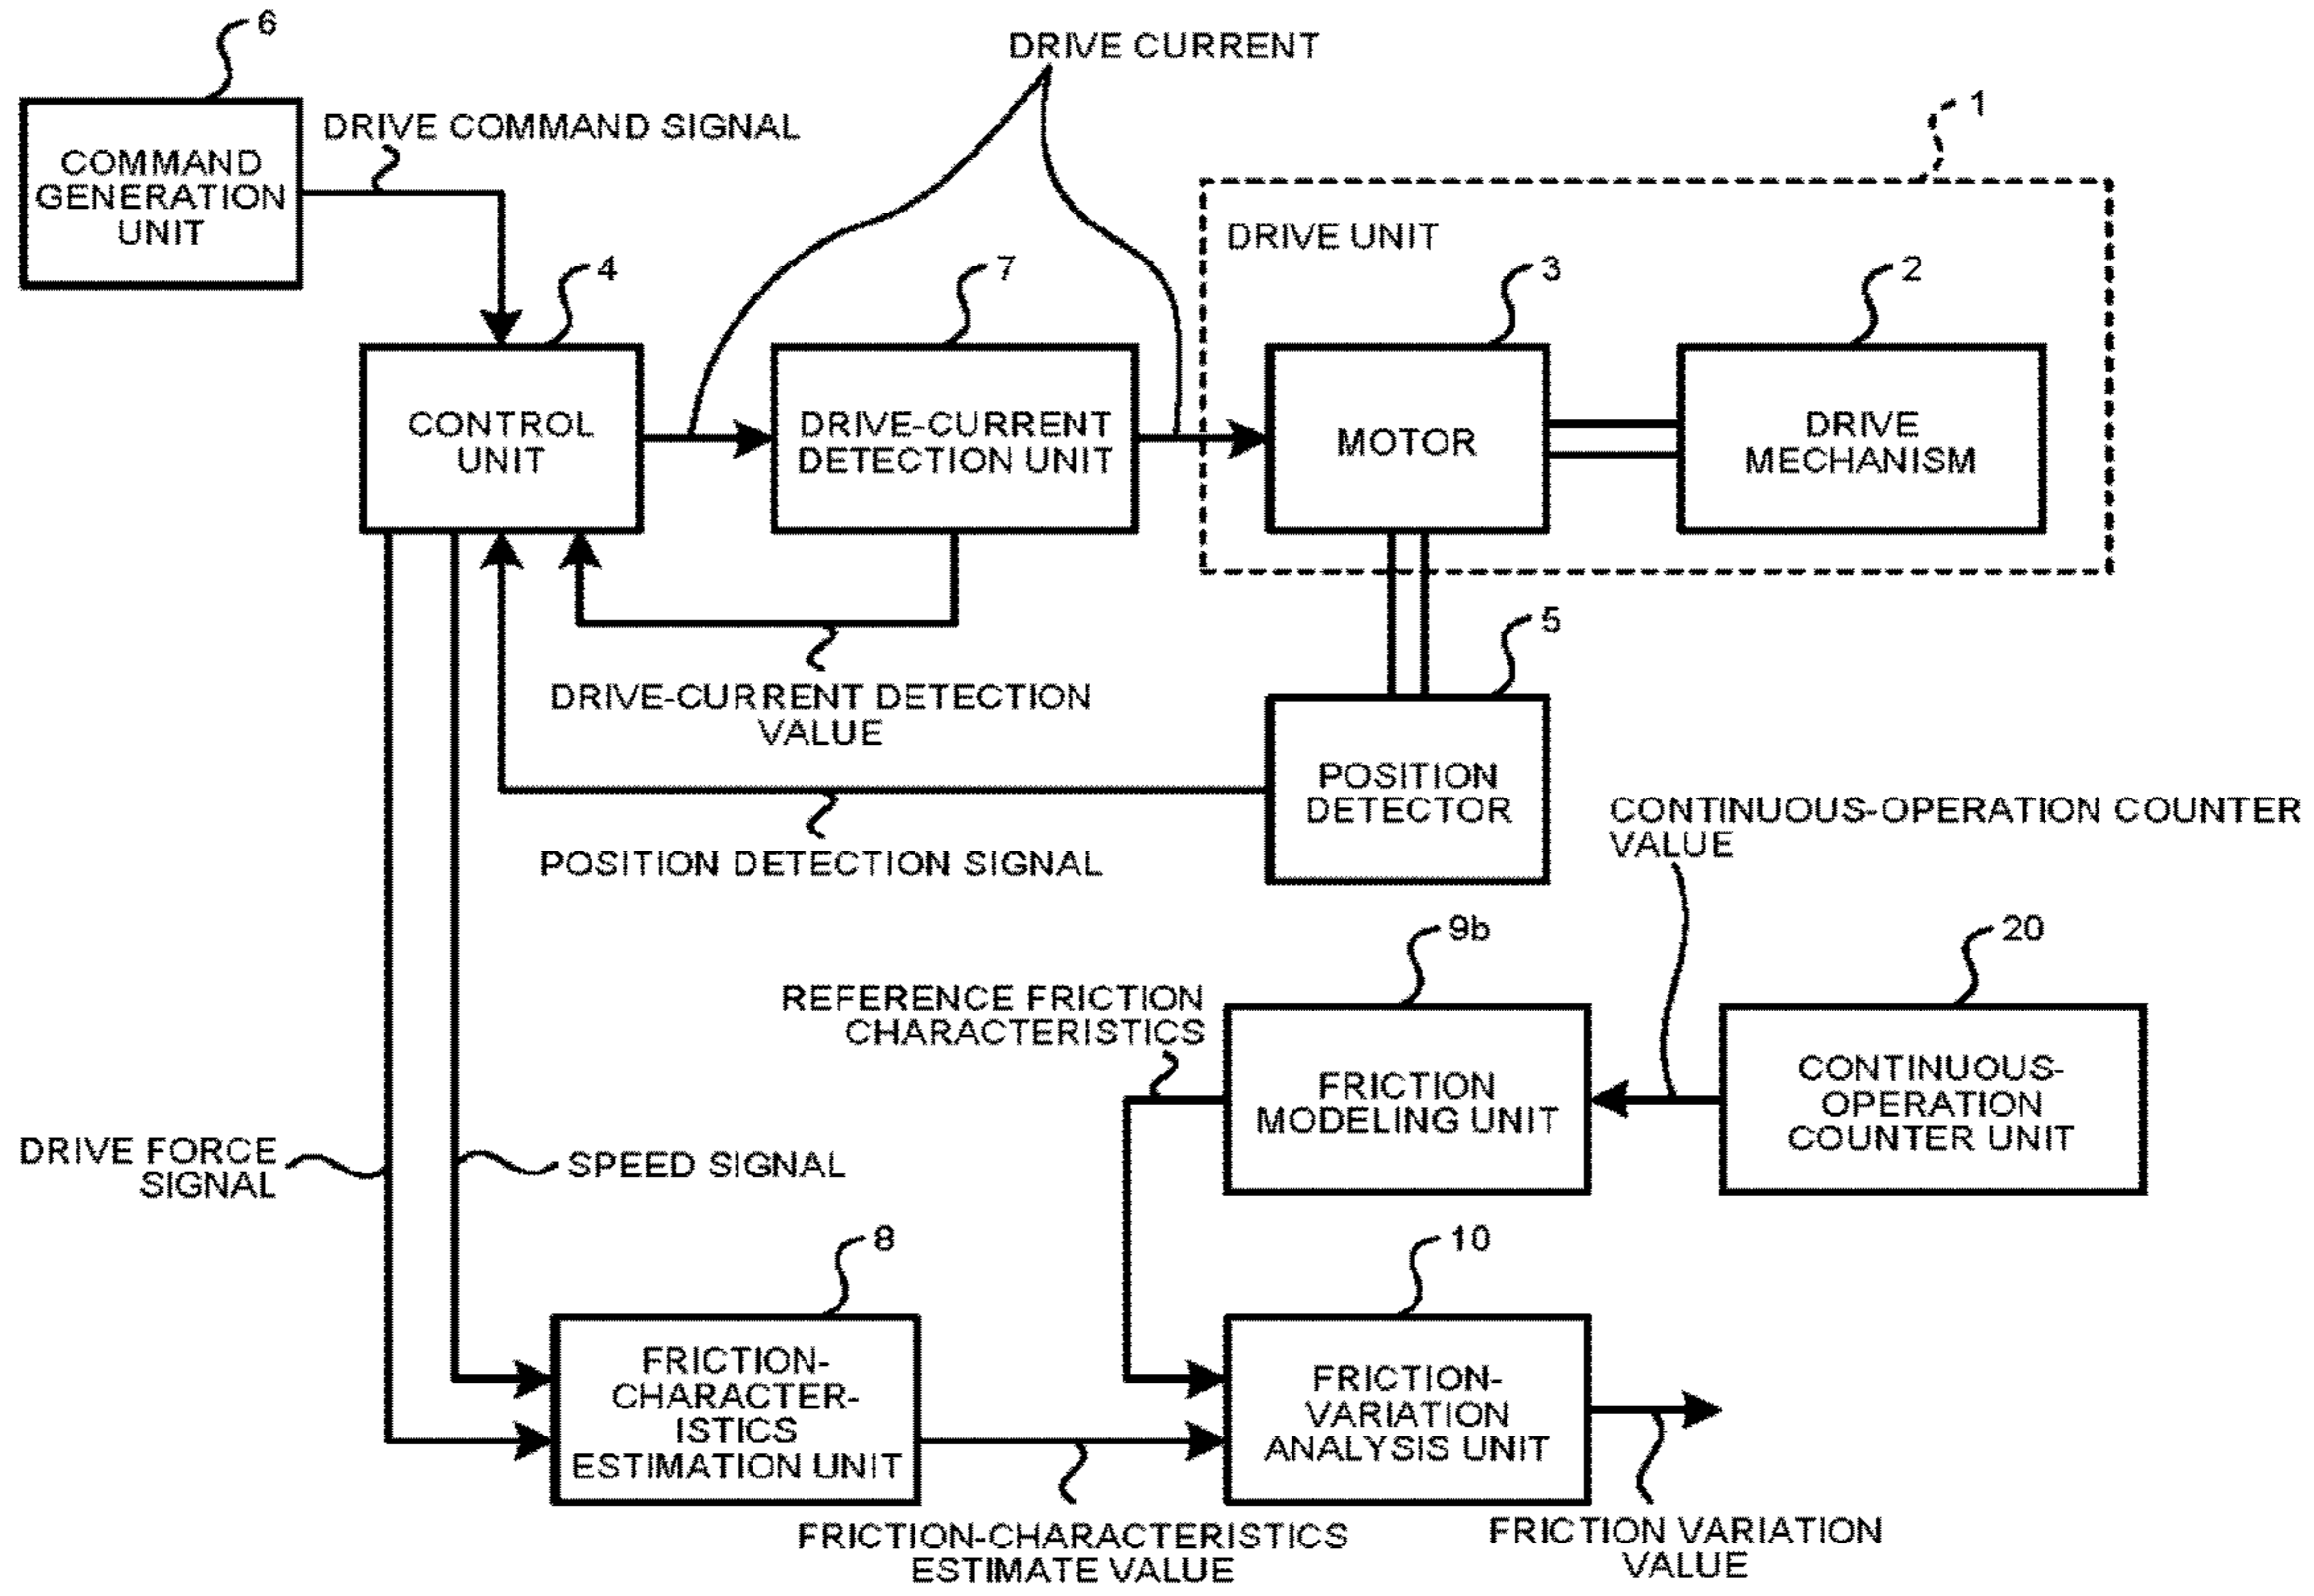 6
DRIVE CURRENT
1
DRIVE COMMAND SIGNAL
COMMAND
GENERATION
UNIT
DRIVE UNIT
4
7
3
2
CONTROL
UNIT
DRIVE-CURRENT
DETECTION UNIT
MOTOR
DRIVE
MECHANISM
5
DRIVE-CURRENT DETECTION
VALUE
POSITION
DETECTOR
CONTINUOUS-OPERATION COUNTER
VALUE
POSITION DETECTION SIGNAL
9b
20
REFERENCE FRICTION
CHARACTERISTICS
FRICTION
MODELING UNIT
CONTINUOUS-
OPERATION
COUNTER UNIT
DRIVE FORCE
SIGNAL
SPEED SIGNAL
8
10
FRICTION-
CHARACTER-
ISTICS
ESTIMATION UNIT
FRICTION-
VARIATION
ANALYSIS UNIT
FRICTION-CHARACTERISTICS
ESTIMATE VALUE
FRICTION VARIATION
VALUE